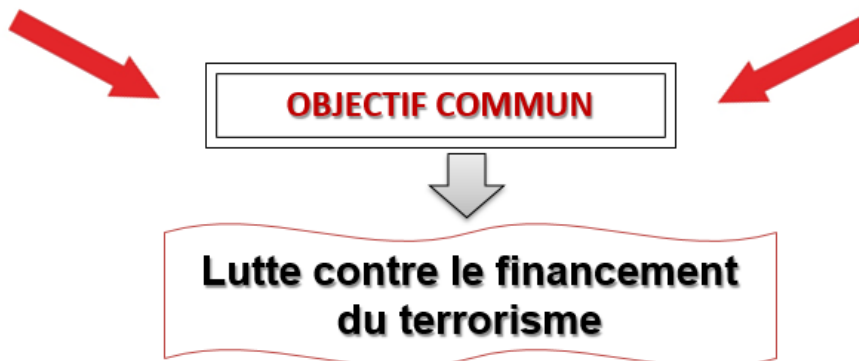 OBJECTIF COMMUN
Lutte contre le financement
du terrorisme